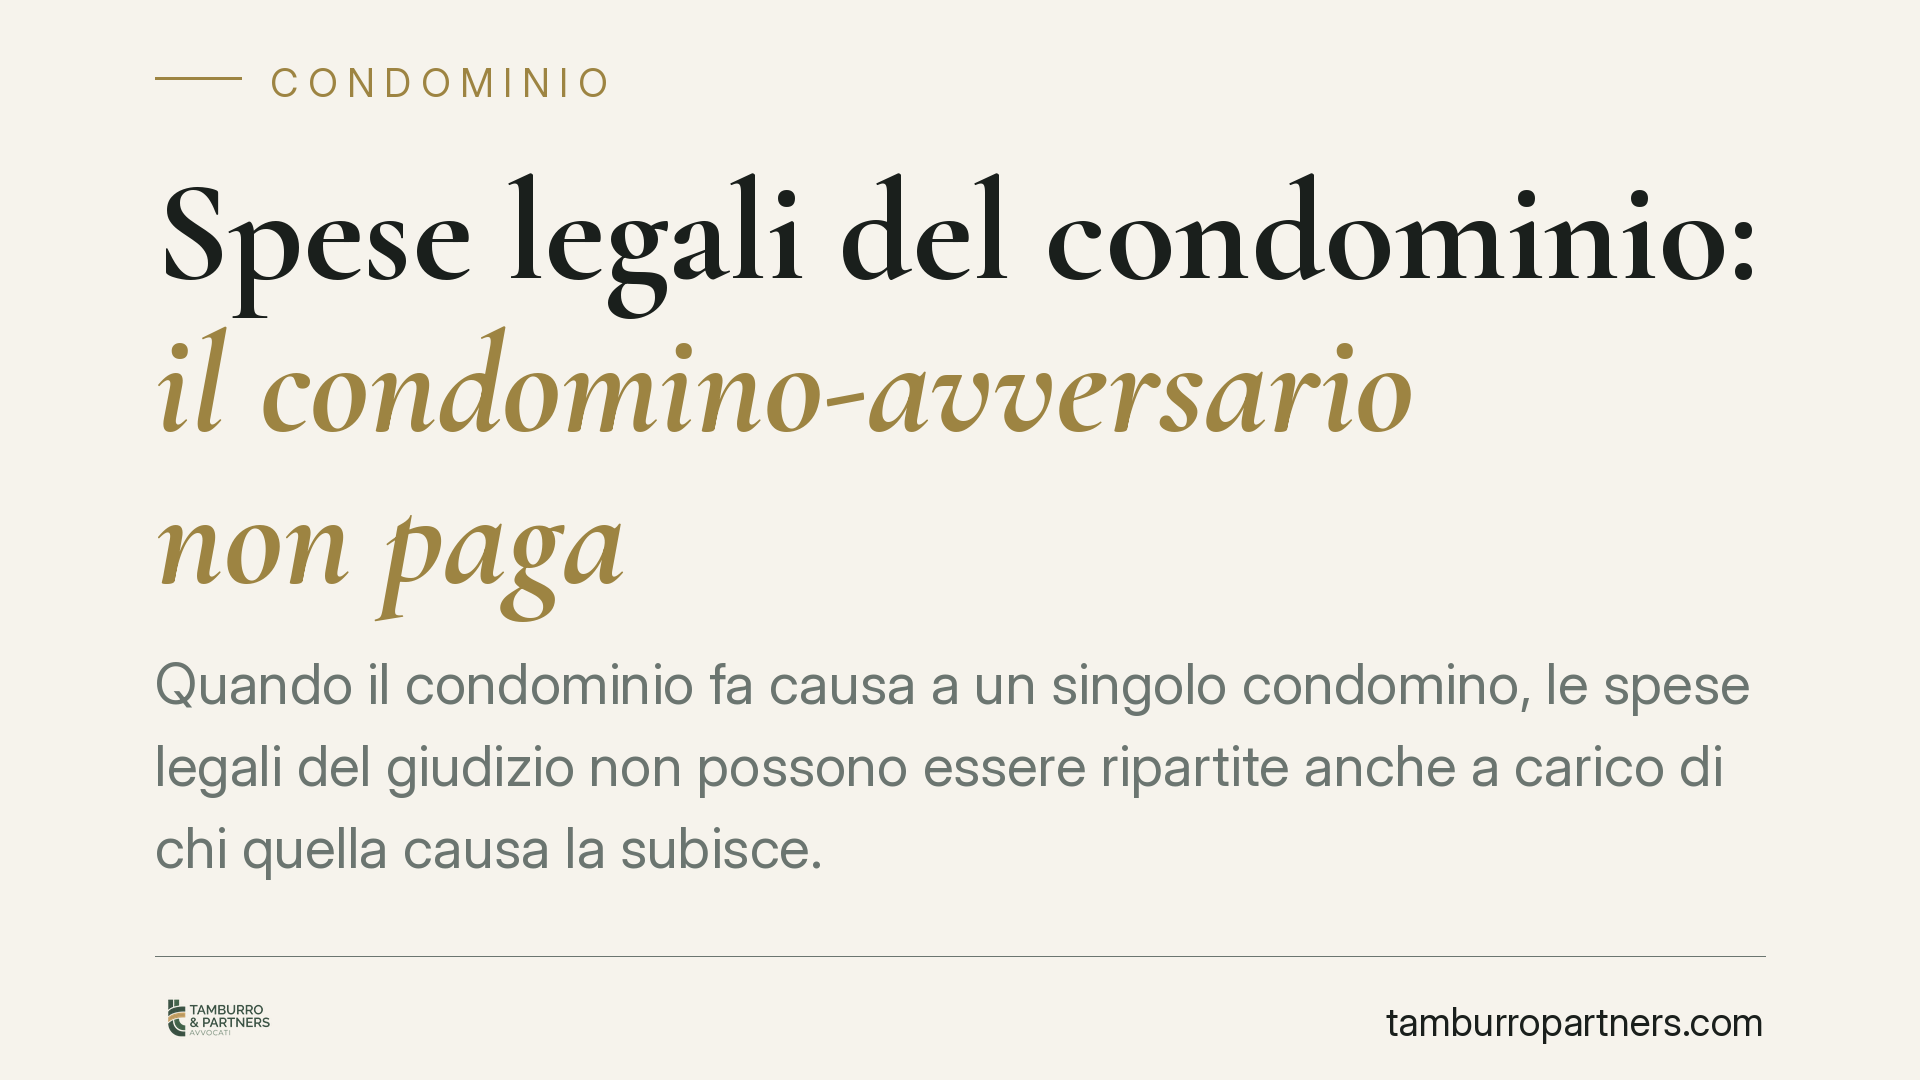 CONDOMINIO
Spese legali del condominio:
il condomino-avversario
non paga
Quando il condominio fa causa a un singolo condomino, le spese
legali del giudizio non possono essere ripartite anche a carico di
chi quella causa la subisce.
TAMBURRO
& PARTNERS
AVVOCATI
tamburropartners.com